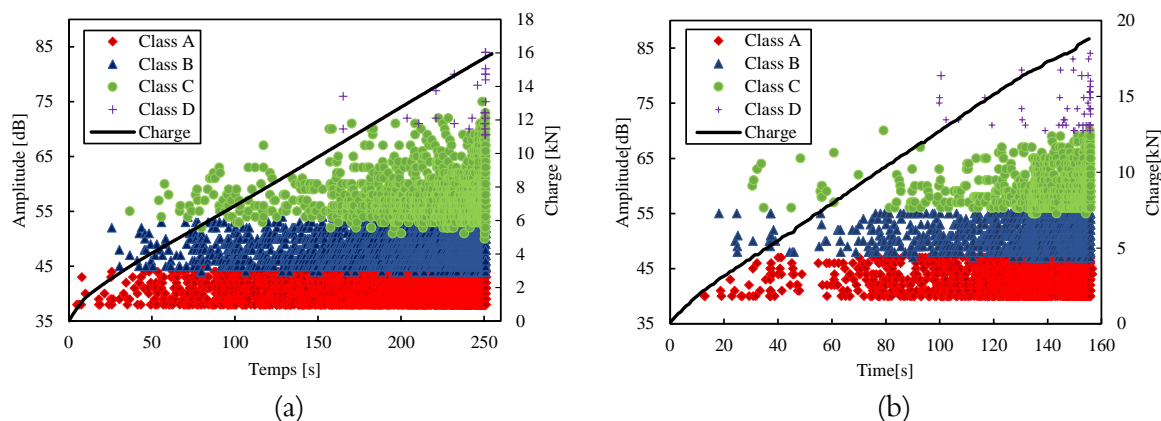 Class A
Class B
Class C
Class D
Charge
Amplitude [dB]
85
75
65
55
45
35
18
16
14
12
10
8
6
4
2
0
Charge [kN]
0 50 100 150 200 250
Temps [s]
(a)
Class A
Class B
Class C
Class D
Charge
Amplitude[dB]
85
75
65
55
45
35
20
15
10
5
0
Charge[kN]
0 20 40 60 80 100 120 140 160
Time[s]
(b)